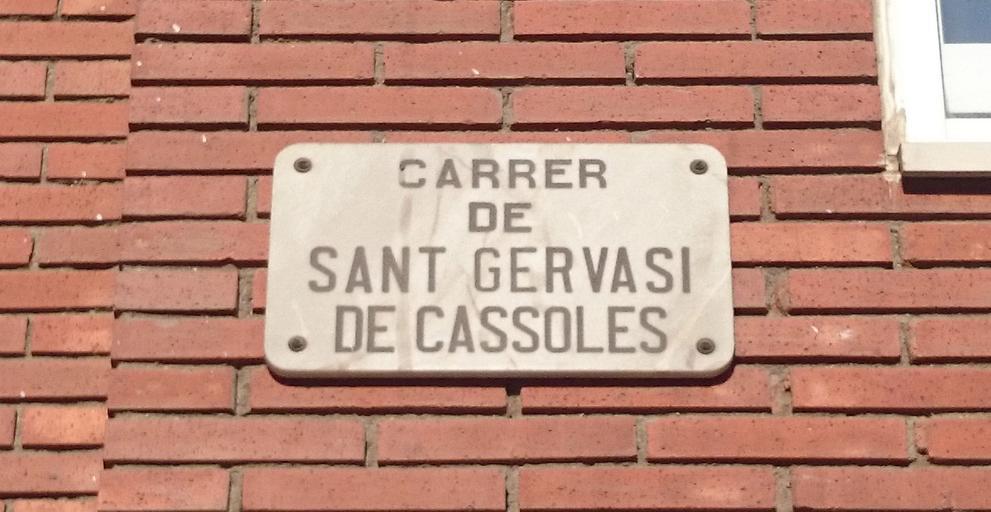 CARRER
DE
SANT GERVASI
DE CASSOLES